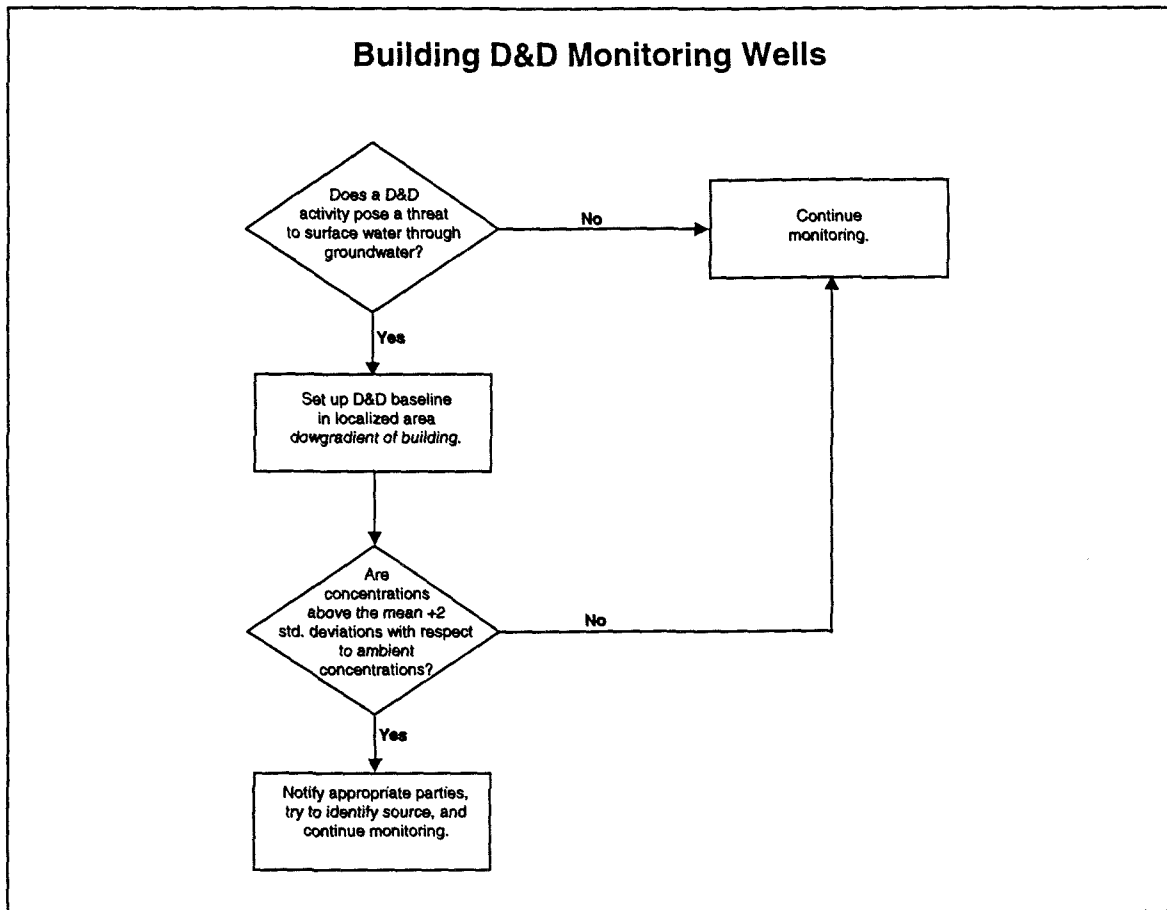 Building D&D Monitoring Wells
Does a D&D
activity pose a threat
to surface water through
groundwater?
No
Continue
monitoring.
Yes
Set up D&D baseline
in localized area
dowgradient of building.
Are
concentrations
above the mean +2
std. deviations with respect
to ambient
concentrations?
No
Yes
Notify appropriate parties,
try to identify source, and
continue monitoring.